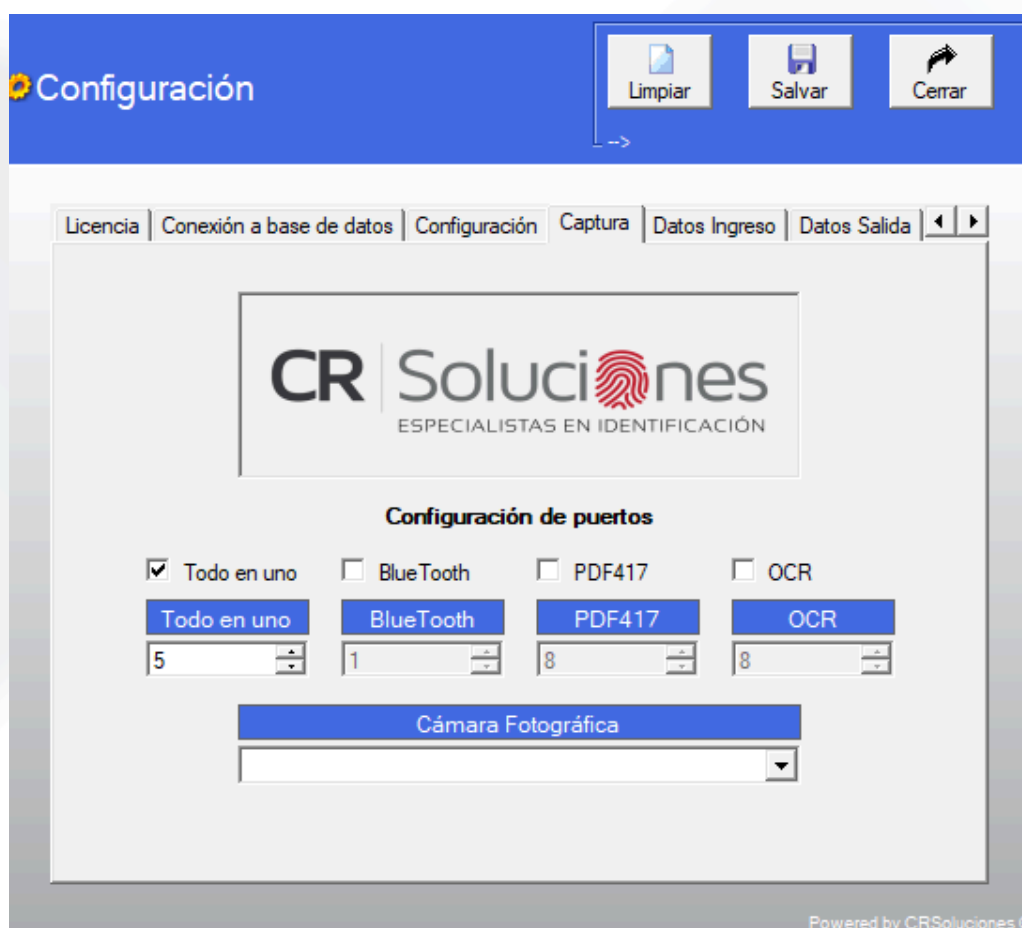 Configuración
Limpiar Salvar Cerrar
-->
Licencia Conexión a base de datos Configuración Captura Datos Ingreso Datos Salida
CR Soluciones
ESPECIALISTAS EN IDENTIFICACIÓN
Configuración de puertos
Todo en uno BlueTooth PDF417 OCR
Todo en uno BlueTooth PDF417 OCR
5 1 8 8
Cámara Fotográfica
Powered by CRSoluciones